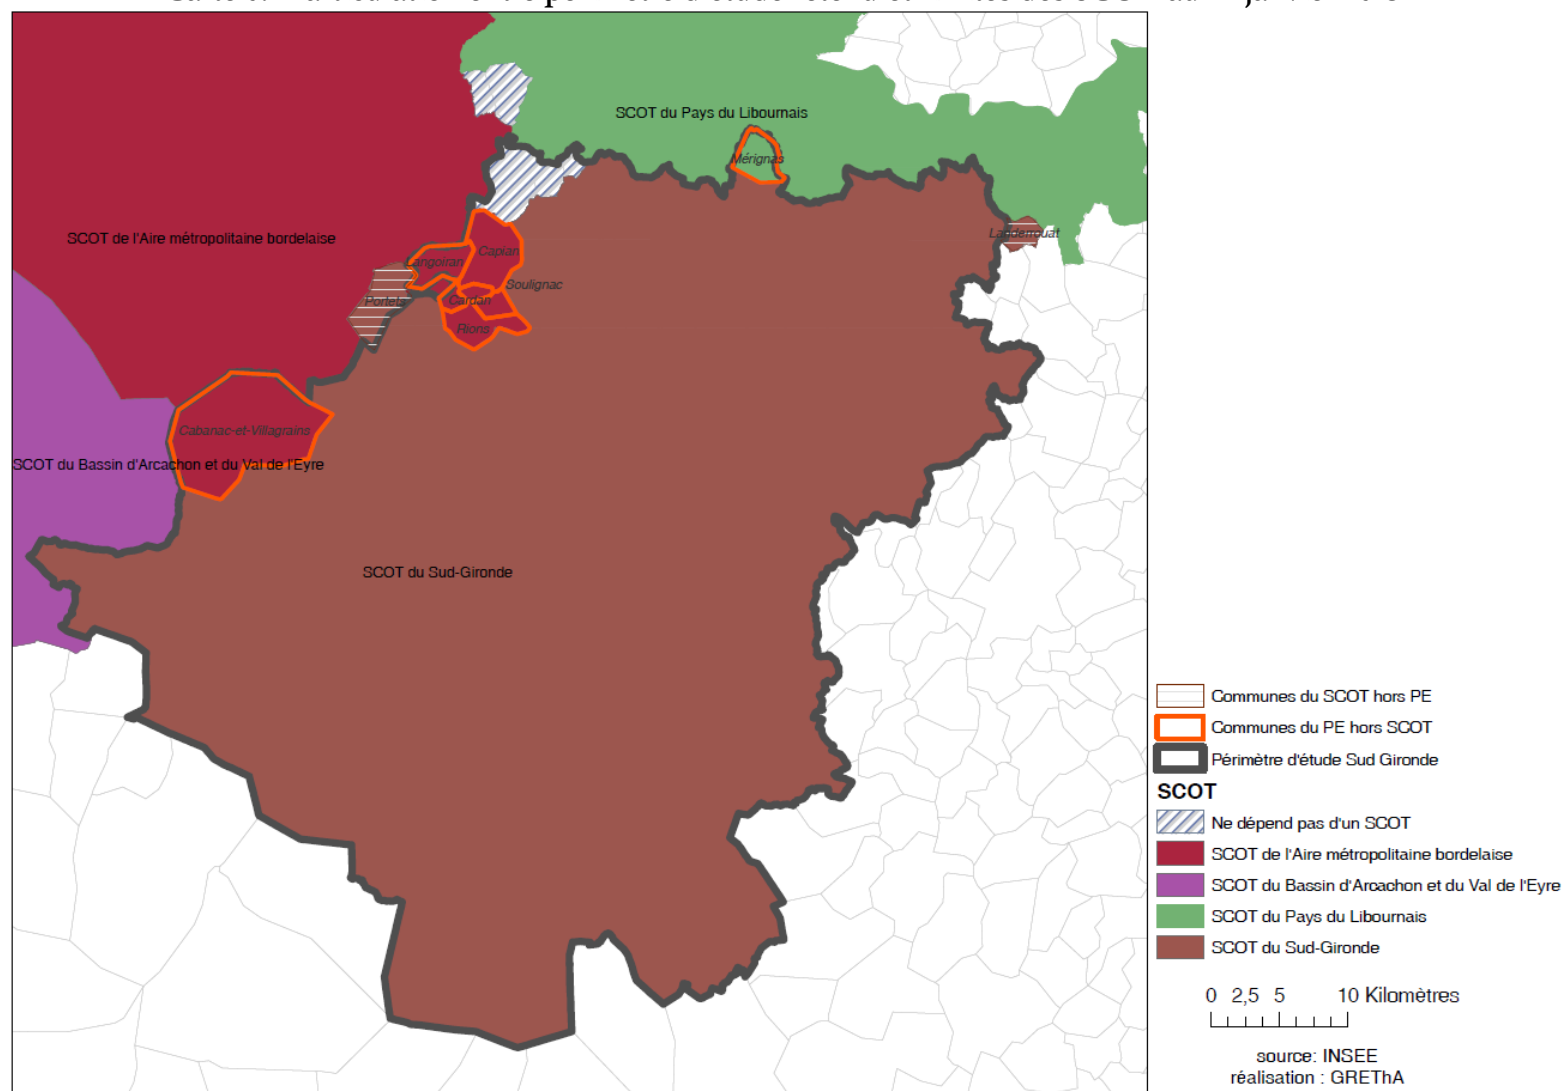 SCOT du Pays du Libournais
Mérignas
SCOT de l'Aire métropolitaine bordelaise
Landerrouat
Capian
Langoiran
Soulignac
Cardan
Portets
Rions
Cabanac-et-Villagrains
SCOT du Bassin d'Arcachon et du Val de l'Eyre
SCOT du Sud-Gironde
Communes du SCOT hors PE
Communes du PE hors SCOT
Périmètre d'étude Sud Gironde
SCOT
Ne dépend pas d'un SCOT
SCOT de l'Aire métropolitaine bordelaise
SCOT du Bassin d'Arcachon et du Val de l'Eyre
SCOT du Pays du Libournais
SCOT du Sud-Gironde
0 2,5 5 10 Kilomètres
source: INSEE
réalisation : GREThA